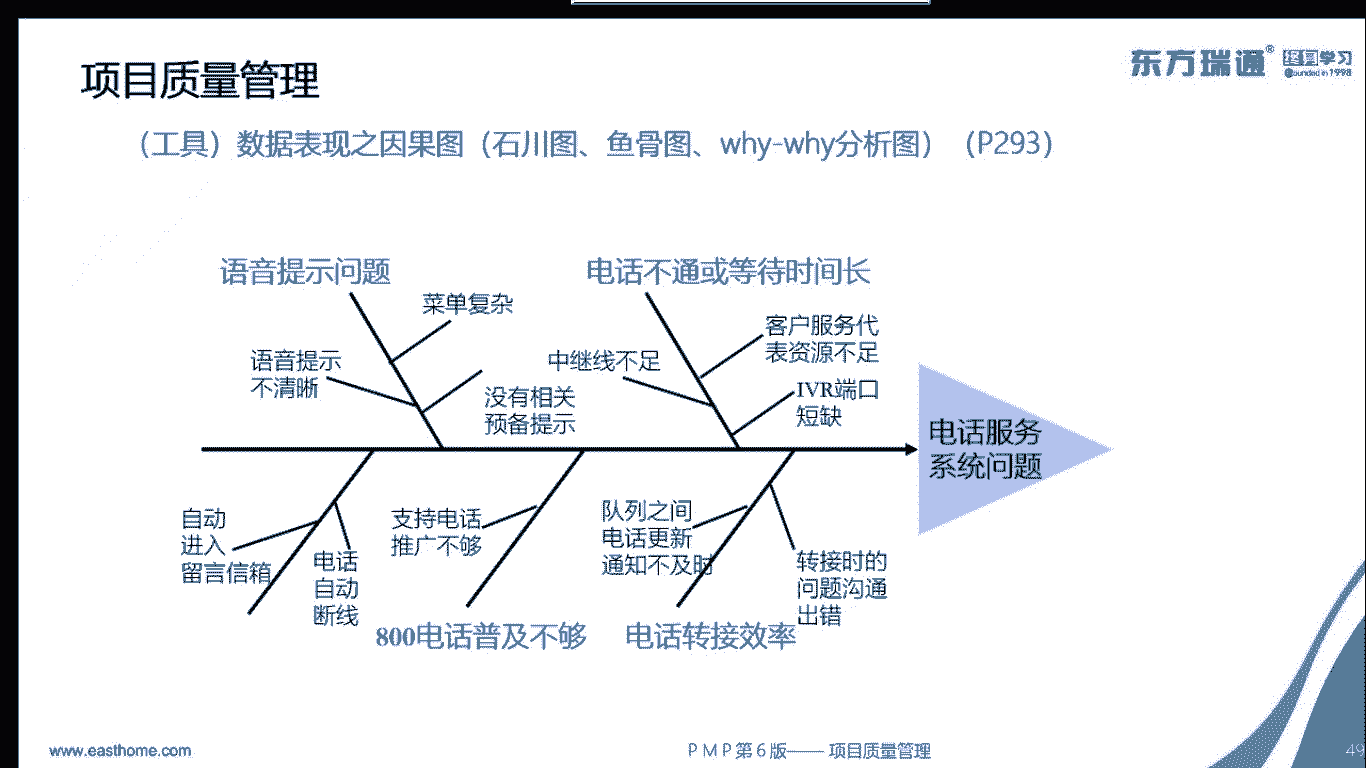 项目质量管理
东方瑞通® 终身学习
founded in 1998
（工具）数据表现之因果图（石川图、鱼骨图、why-why分析图）（P293）
语音提示问题
菜单复杂
语音提示
不清晰
没有相关
预备提示
电话不通或等待时间长
客户服务代
表资源不足
中继线不足
IVR端口
短缺
电话服务
系统问题
自动
进入
留言信箱
电话
自动
断线
支持电话
推广不够
800电话普及不够
队列之间
电话更新
通知不及时
转接时的
问题沟通
出错
电话转接效率
www.easthome.com
PMP第6版—— 项目质量管理
49